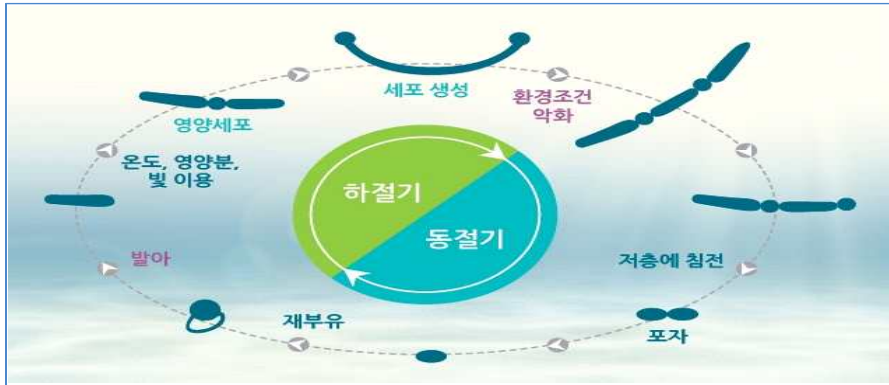 세포 생성
환경조건
악화
영양세포
온도, 영양분,
빛 이용
하절기
동절기
발아
저층에 침전
재부유
포자